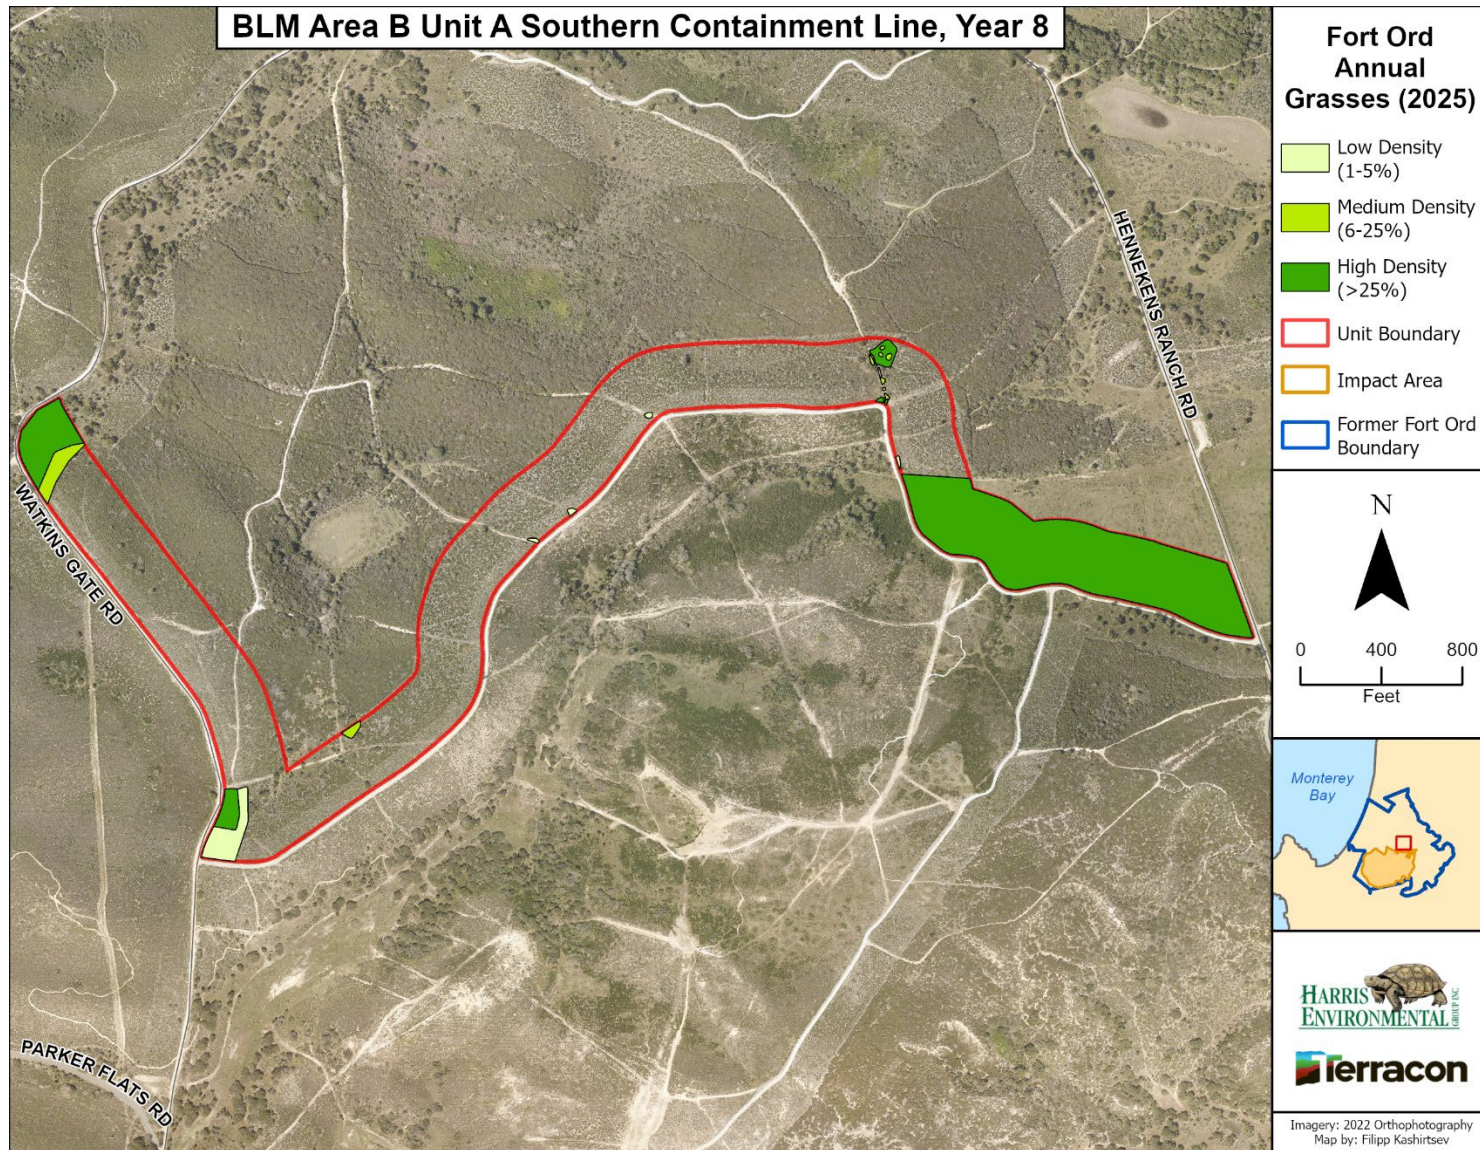 BLM Area B Unit A Southern Containment Line, Year 8
HENNEKENS RANCH RD
WATKINS GATE RD
PARKER FLATS RD
Fort Ord
Annual
Grasses (2025)
Low Density
(1-5%)
Medium Density
(6-25%)
High Density
(>25%)
Unit Boundary
Impact Area
Former Fort Ord
Boundary
N
0 400 800
Feet
Monterey
Bay
HARRIS
ENVIRONMENTAL
GROUP INC
Terracon
Imagery: 2022 Orthophotography
Map by: Filipp Kashirtsev